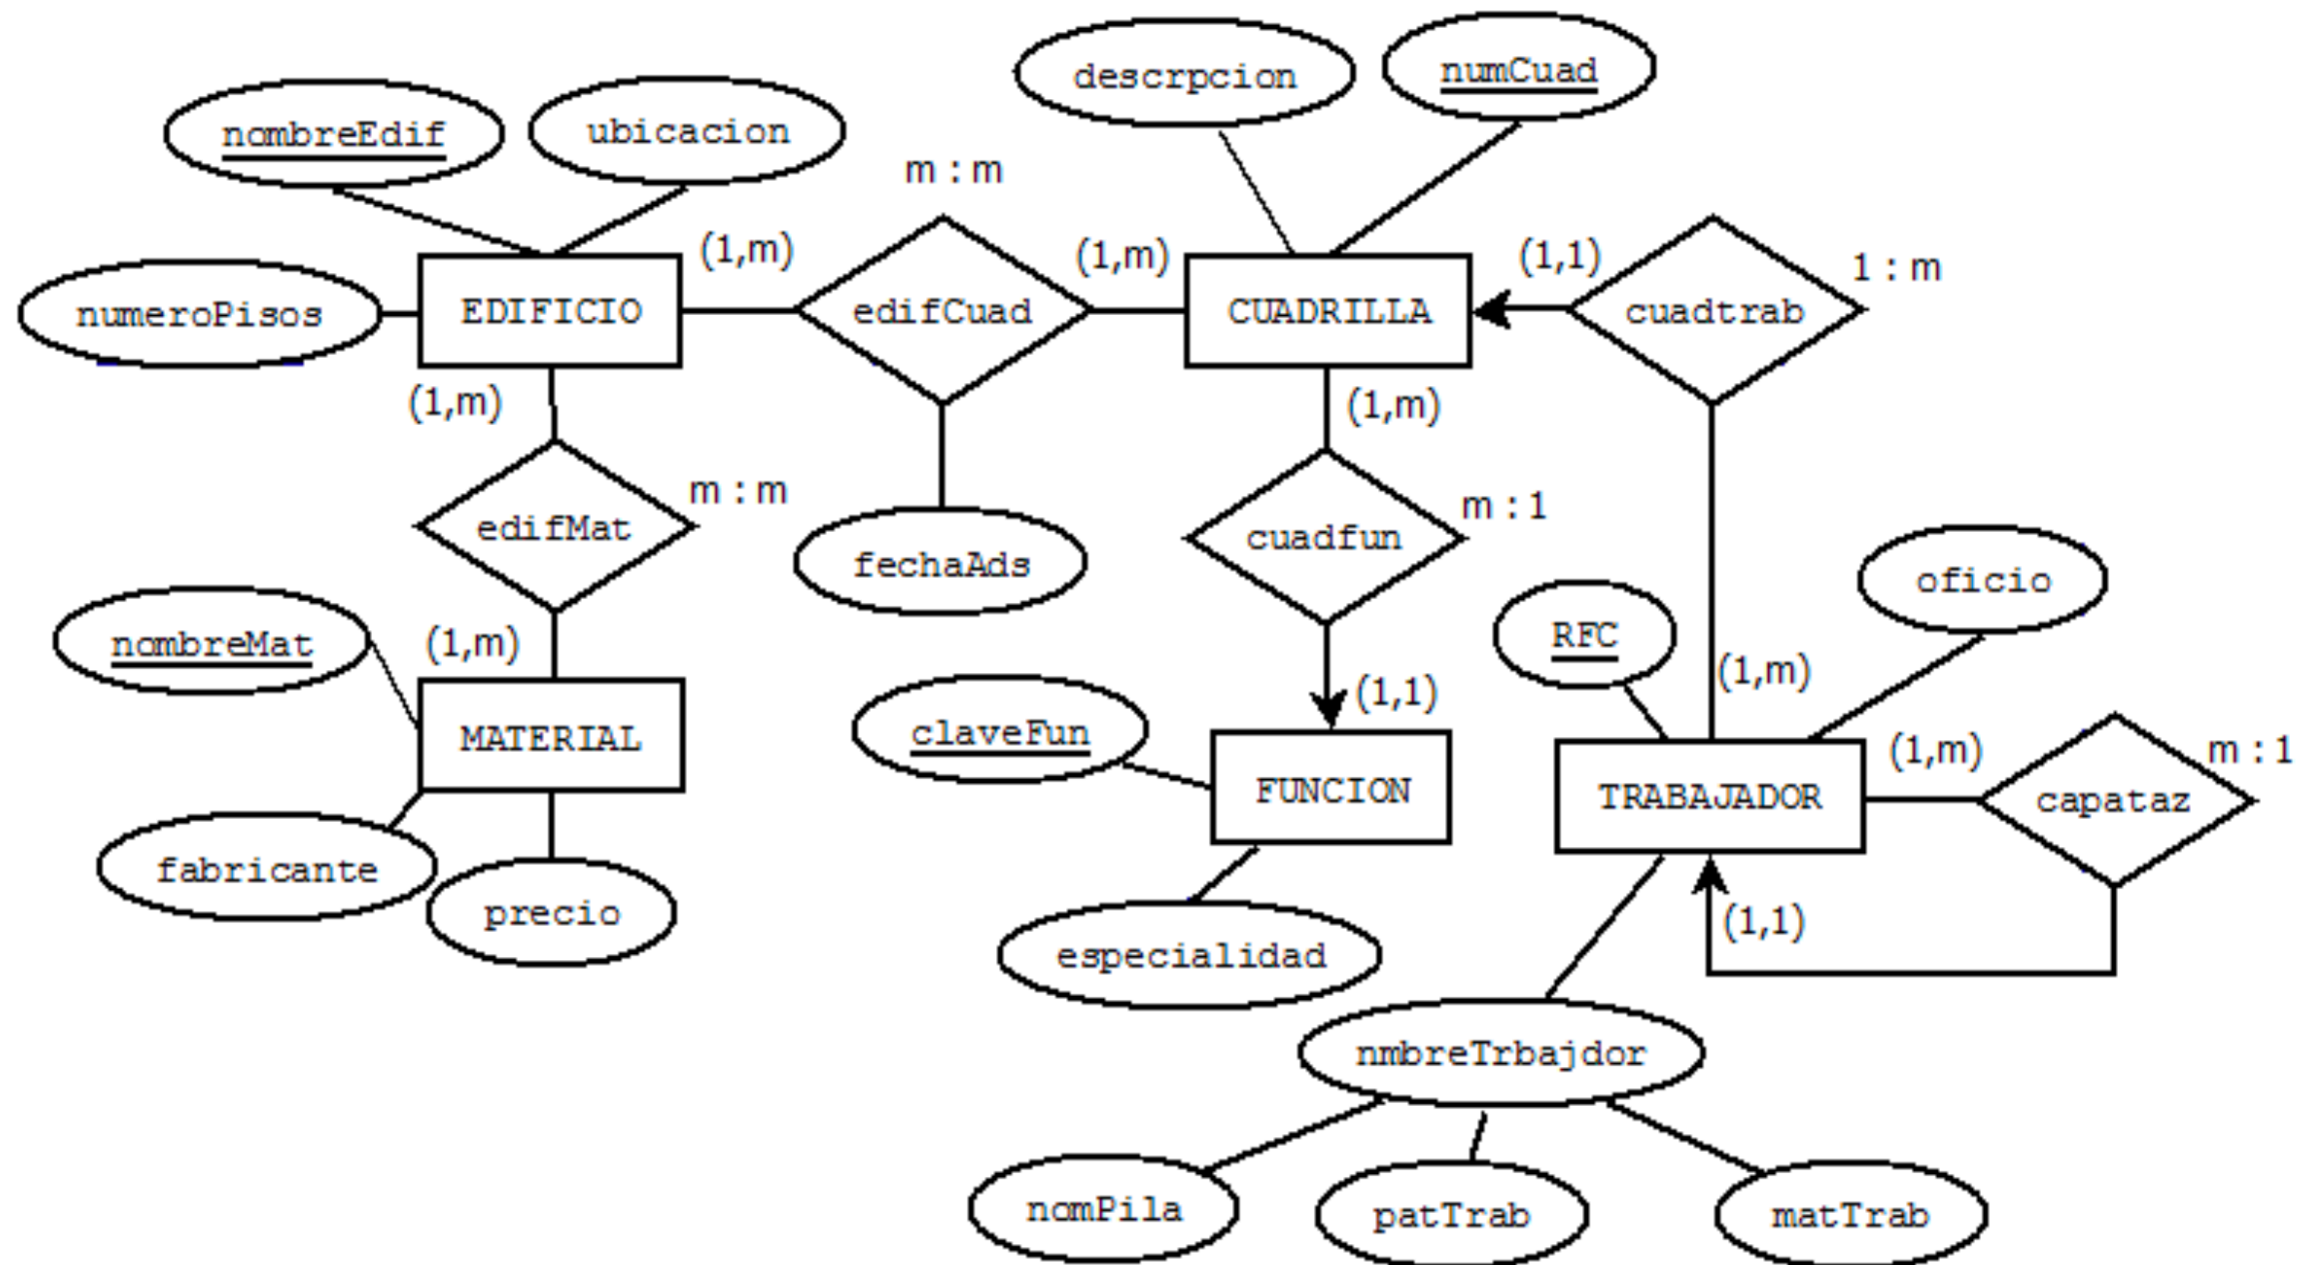 descrpcion
numCuad
nombreEdif
ubicacion
m : m
(1,m)
(1,m)
(1,1)
1 : m
numeroPisos
EDIFICIO
edifCuad
CUADRILLA
cuadtrab
(1,m)
(1,m)
m : m
m : 1
edifMat
cuadfun
fechaAds
oficio
nombreMat
(1,m)
RFC
(1,m)
(1,1)
claveFun
MATERIAL
FUNCION
TRABAJADOR
(1,m)
m : 1
capataz
fabricante
precio
(1,1)
especialidad
nmbreTrbajdor
nomPila
patTrab
matTrab